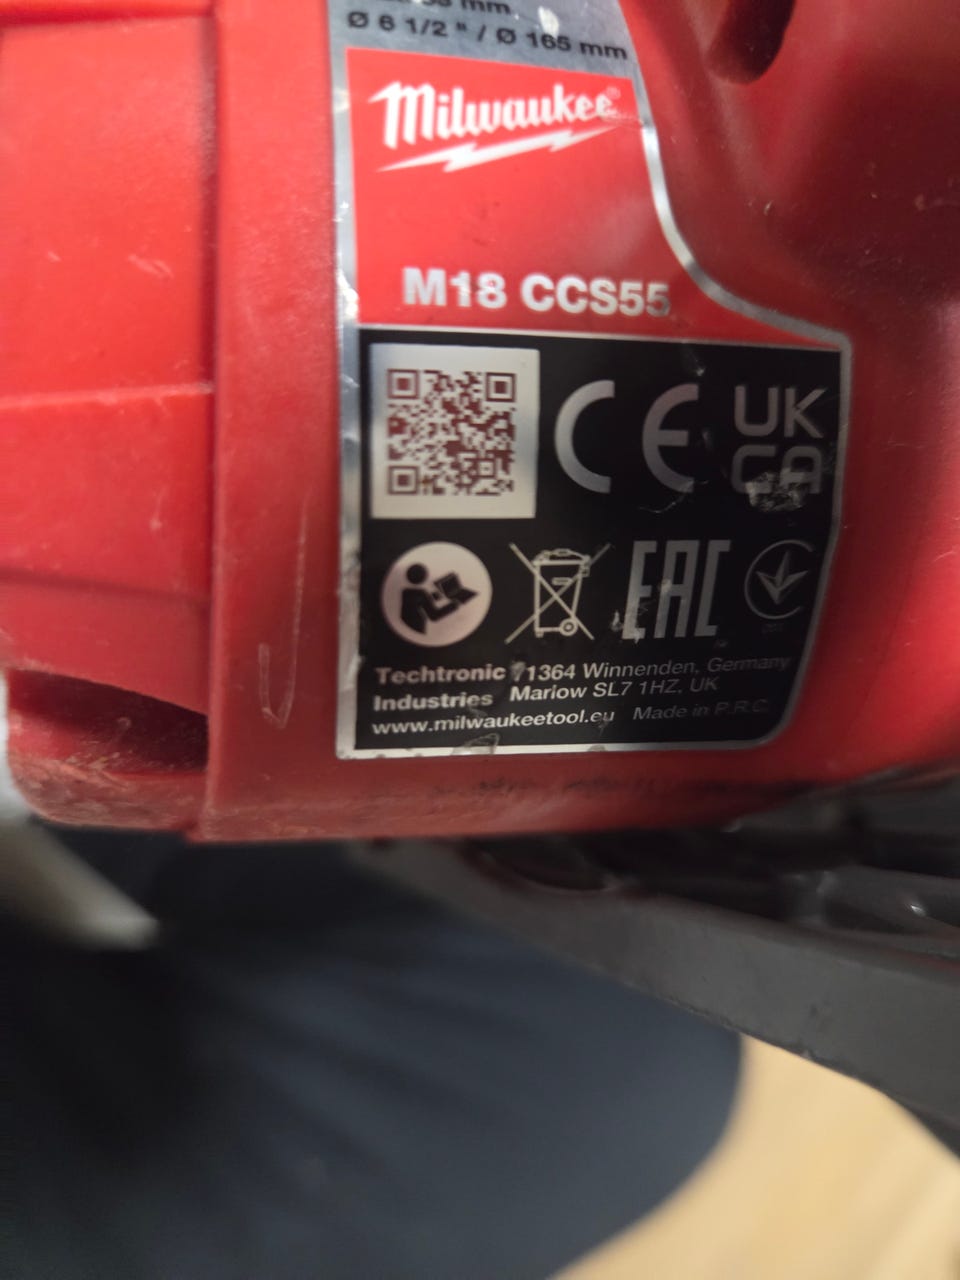 mm
Ø 6 1/2 " / Ø 165 mm
Milwaukee®
M18 CCS55
CE
UK
CA
EAC
Techtronic 71364 Winnenden, Germany
Industries Marlow SL7 1HZ, UK
www.milwaukeetool.eu Made in P.R.C.